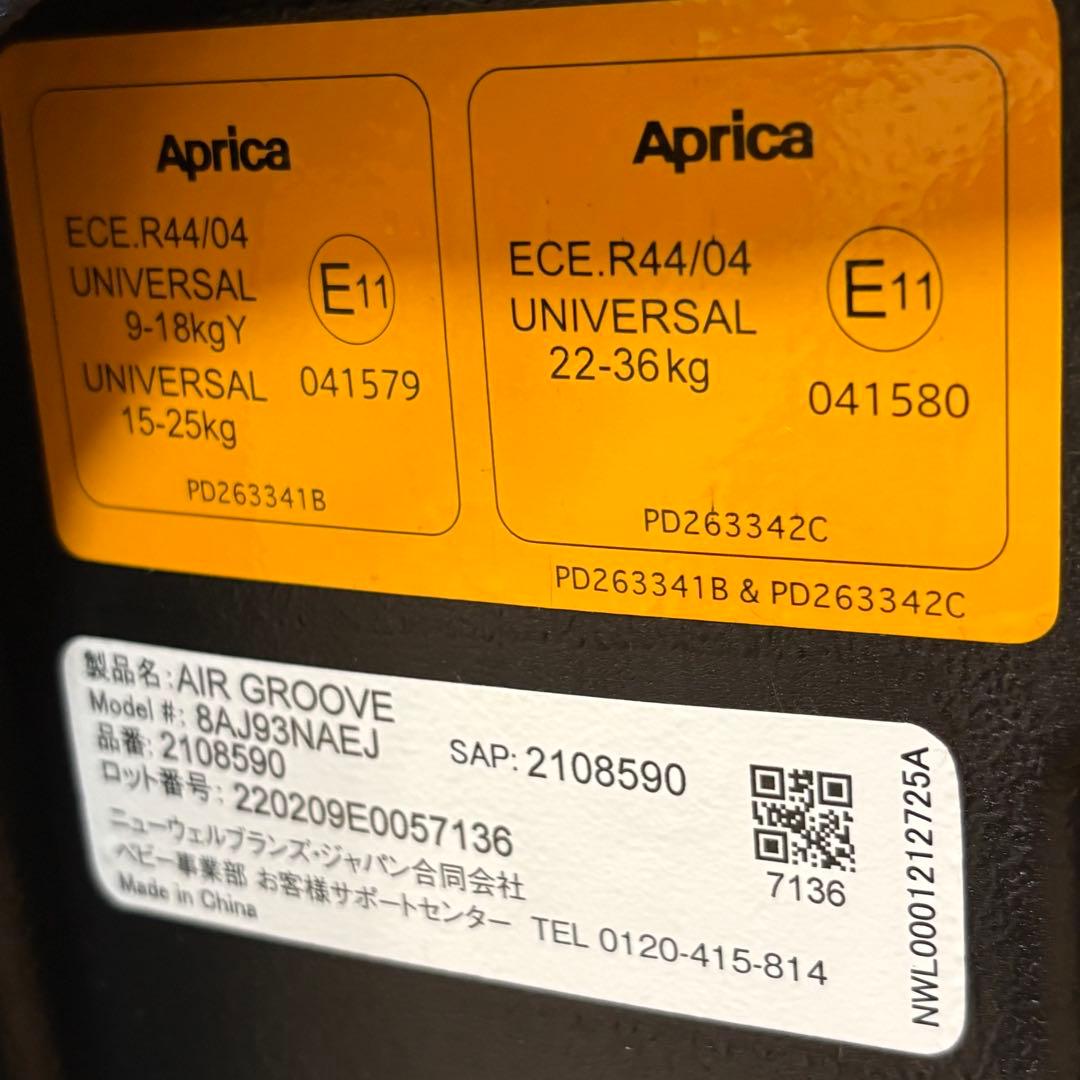 Aprica
ECE.R44/04
UNIVERSAL
9-18kgY
E11
UNIVERSAL
15-25kg
041579
PD263341B
Aprica
ECE.R44/04
UNIVERSAL
22-36kg
E11
041580
PD263342C
PD263341B & PD263342C
製品名:AIR GROOVE
Model #: 8AJ93NAEJ
品番: 2108590
SAP: 2108590
ロット番号: 220209E0057136
ニューウェルブランズ・ジャパン合同会社
ベビー事業部 お客様サポートセンター TEL 0120-415-814
Made in China
7136
NWL0001212725A